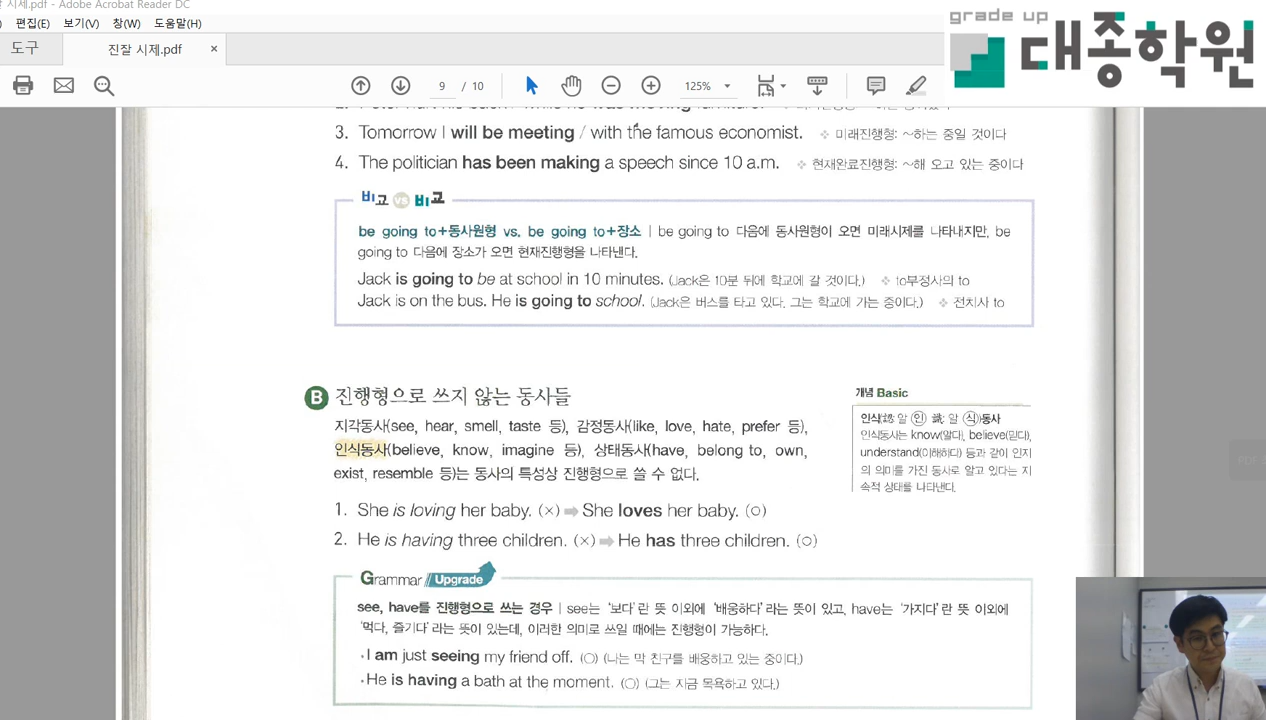 시제.pdf - Adobe Acrobat Reader DC
편집(E) 보기(V) 창(W) 도움말(H)
grade up
대종학원
도구 진잘 시제.pdf ×
9 / 10 125%
3. Tomorrow I will be meeting / with the famous economist. ❖ 미래진행형: ~하는 중일 것이다
4. The politician has been making a speech since 10 a.m. ❖ 현재완료진행형: ~해 오고 있는 중이다
비교 vs 비교
be going to+동사원형 vs. be going to+장소 | be going to 다음에 동사원형이 오면 미래시제를 나타내지만, be
going to 다음에 장소가 오면 현재진행형을 나타낸다.
Jack is going to be at school in 10 minutes. (Jack은 10분 뒤에 학교에 갈 것이다.) ❖ to부정사의 to
Jack is on the bus. He is going to school. (Jack은 버스를 타고 있다. 그는 학교에 가는 중이다.) ❖ 전치사 to
B 진행형으로 쓰지 않는 동사들
지각동사(see, hear, smell, taste 등), 감정동사(like, love, hate, prefer 등),
인식동사(believe, know, imagine 등), 상태동사(have, belong to, own,
exist, resemble 등)는 동사의 특성상 진행형으로 쓸 수 없다.
1. She is loving her baby. (×) ➡ She loves her baby. (○)
2. He is having three children. (×) ➡ He has three children. (○)
개념 Basic
인식(認: 알 인 識: 알 식)동사
인식동사는 know(알다), believe(믿다),
understand(이해하다) 등과 같이 인지
의 의미를 가진 동사로 알고 있다는 지
속적 상태를 나타낸다.
Grammar Upgrade
see, have를 진행형으로 쓰는 경우 | see는 '보다'란 뜻 이외에 '배웅하다'라는 뜻이 있고, have는 '가지다'란 뜻 이외에
'먹다, 즐기다'라는 뜻이 있는데, 이러한 의미로 쓰일 때에는 진행형이 가능하다.
·I am just seeing my friend off. (○) (나는 막 친구를 배웅하고 있는 중이다.)
·He is having a bath at the moment. (○) (그는 지금 목욕하고 있다.)